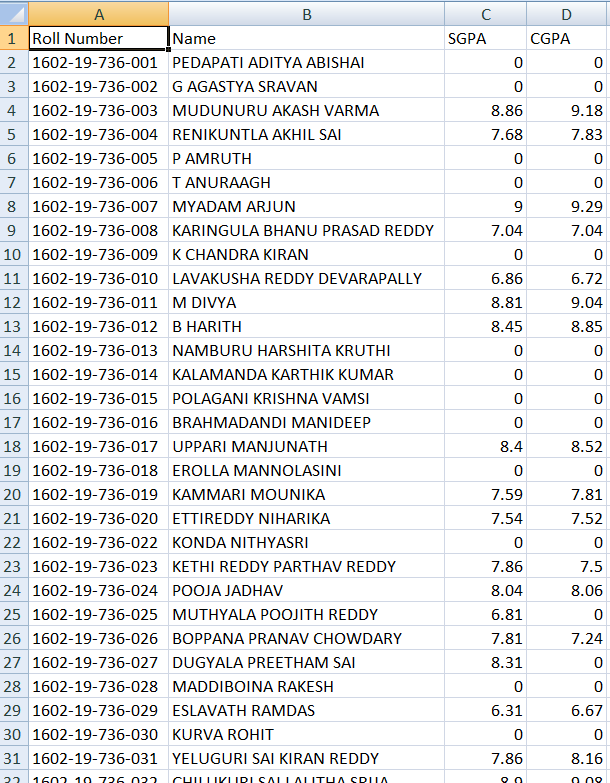 A B C D
1 Roll Number Name SGPA CGPA
2 1602-19-736-001 PEDAPATI ADITYA ABISHAI 0 0
3 1602-19-736-002 G AGASTYA SRAVAN 0 0
4 1602-19-736-003 MUDUNURU AKASH VARMA 8.86 9.18
5 1602-19-736-004 RENIKUNTLA AKHIL SAI 7.68 7.83
6 1602-19-736-005 P AMRUTH 0 0
7 1602-19-736-006 T ANURAAGH 0 0
8 1602-19-736-007 MYADAM ARJUN 9 9.29
9 1602-19-736-008 KARINGULA BHANU PRASAD REDDY 7.04 7.04
10 1602-19-736-009 K CHANDRA KIRAN 0 0
11 1602-19-736-010 LAVAKUSHA REDDY DEVARAPALLY 6.86 6.72
12 1602-19-736-011 M DIVYA 8.81 9.04
13 1602-19-736-012 B HARITH 8.45 8.85
14 1602-19-736-013 NAMBURU HARSHITA KRUTHI 0 0
15 1602-19-736-014 KALAMANDA KARTHIK KUMAR 0 0
16 1602-19-736-015 POLAGANI KRISHNA VAMSI 0 0
17 1602-19-736-016 BRAHMADANDI MANIDEEP 0 0
18 1602-19-736-017 UPPARI MANJUNATH 8.4 8.52
19 1602-19-736-018 EROLLA MANNOLASINI 0 0
20 1602-19-736-019 KAMMARI MOUNIKA 7.59 7.81
21 1602-19-736-020 ETTIREDDY NIHARIKA 7.54 7.52
22 1602-19-736-022 KONDA NITHYASRI 0 0
23 1602-19-736-023 KETHI REDDY PARTHAV REDDY 7.86 7.5
24 1602-19-736-024 POOJA JADHAV 8.04 8.06
25 1602-19-736-025 MUTHYALA POOJITH REDDY 6.81 0
26 1602-19-736-026 BOPPANA PRANAV CHOWDARY 7.81 7.24
27 1602-19-736-027 DUGYALA PREETHAM SAI 8.31 0
28 1602-19-736-028 MADDIBOINA RAKESH 0 0
29 1602-19-736-029 ESLAVATH RAMDAS 6.31 6.67
30 1602-19-736-030 KURVA ROHIT 0 0
31 1602-19-736-031 YELUGURI SAI KIRAN REDDY 7.86 8.16
32 1602-19-736-032 CHILUKURI SAI LALITHA SRIJA 8.9 9.08